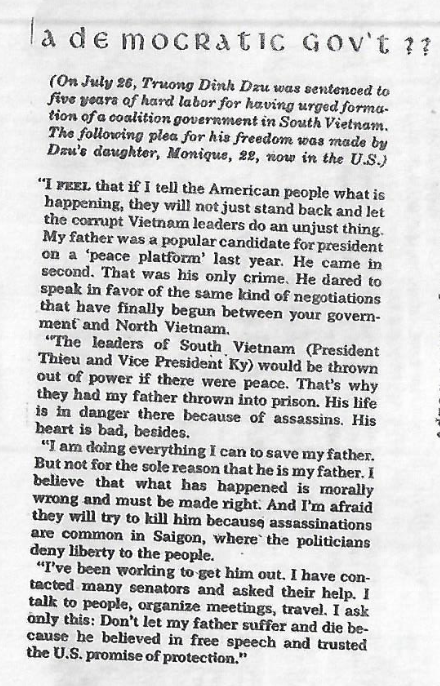 a democratic gov't ??
(On July 26, Truong Dinh Dzu was sentenced to
five years of hard labor for having urged forma-
tion of a coalition government in South Vietnam.
The following plea for his freedom was made by
Dzu's daughter, Monique, 22, now in the U.S.)
"I FEEL that if I tell the American people what is
happening, they will not just stand back and let
the corrupt Vietnam leaders do an unjust thing.
My father was a popular candidate for president
on a 'peace platform' last year. He came in
second. That was his only crime. He dared to
speak in favor of the same kind of negotiations
that have finally begun between your govern-
ment and North Vietnam.
"The leaders of South Vietnam (President
Thieu and Vice President Ky) would be thrown
out of power if there were peace. That's why
they had my father thrown into prison. His life
is in danger there because of assassins. His
heart is bad, besides.
"I am doing everything I can to save my father.
But not for the sole reason that he is my father. I
believe that what has happened is morally
wrong and must be made right. And I'm afraid
they will try to kill him because assassinations
are common in Saigon, where the politicians
deny liberty to the people.
"I've been working to get him out. I have con-
tacted many senators and asked their help. I
talk to people, organize meetings, travel. I ask
only this: Don't let my father suffer and die be-
cause he believed in free speech and trusted
the U.S. promise of protection."